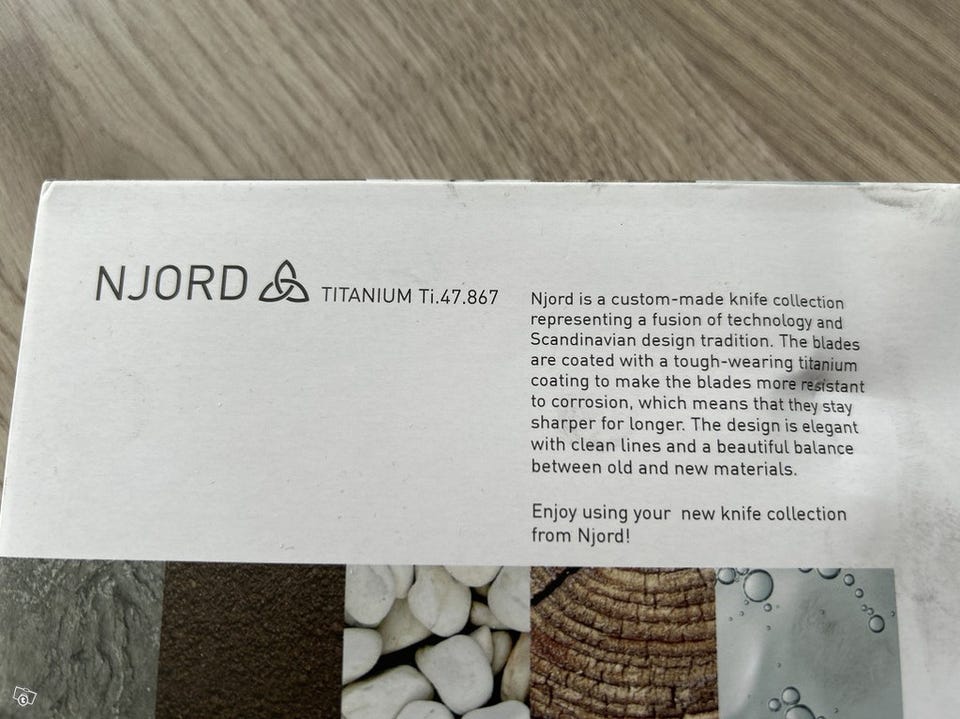 NJORD TITANIUM Ti.47.867
Njord is a custom-made knife collection
representing a fusion of technology and
Scandinavian design tradition. The blades
are coated with a tough-wearing titanium
coating to make the blades more resistant
to corrosion, which means that they stay
sharper for longer. The design is elegant
with clean lines and a beautiful balance
between old and new materials.
Enjoy using your  new knife collection
from Njord!